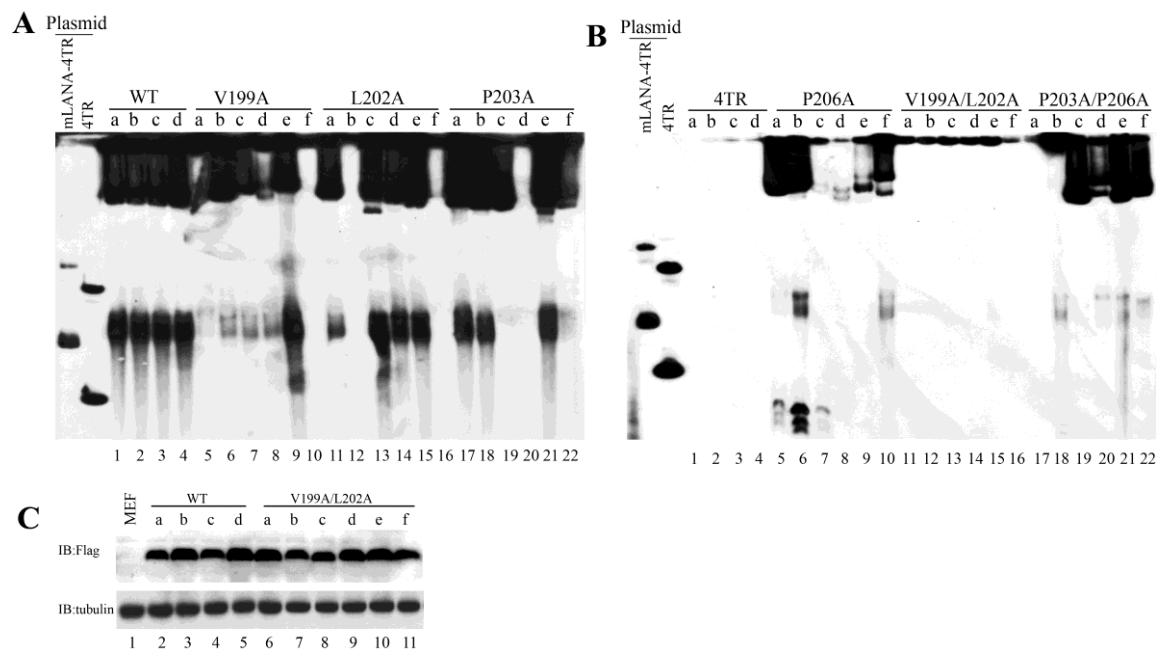 A
Plasmid
mLANA-4TR
4TR
WT V199A L202A P203A
a b c d a b c d e f a b c d e f a b c d e f
1 2 3 4 5 6 7 8 9 10 11 12 13 14 15 16 17 18 19 20 21 22
B
Plasmid
mLANA-4TR
4TR
4TR P206A V199A/L202A P203A/P206A
a b c d a b c d e f a b c d e f a b c d e f
1 2 3 4 5 6 7 8 9 10 11 12 13 14 15 16 17 18 19 20 21 22
C
MEF
WT V199A/L202A
a b c d a b c d e f
IB:Flag
IB:tubulin
1 2 3 4 5 6 7 8 9 10 11